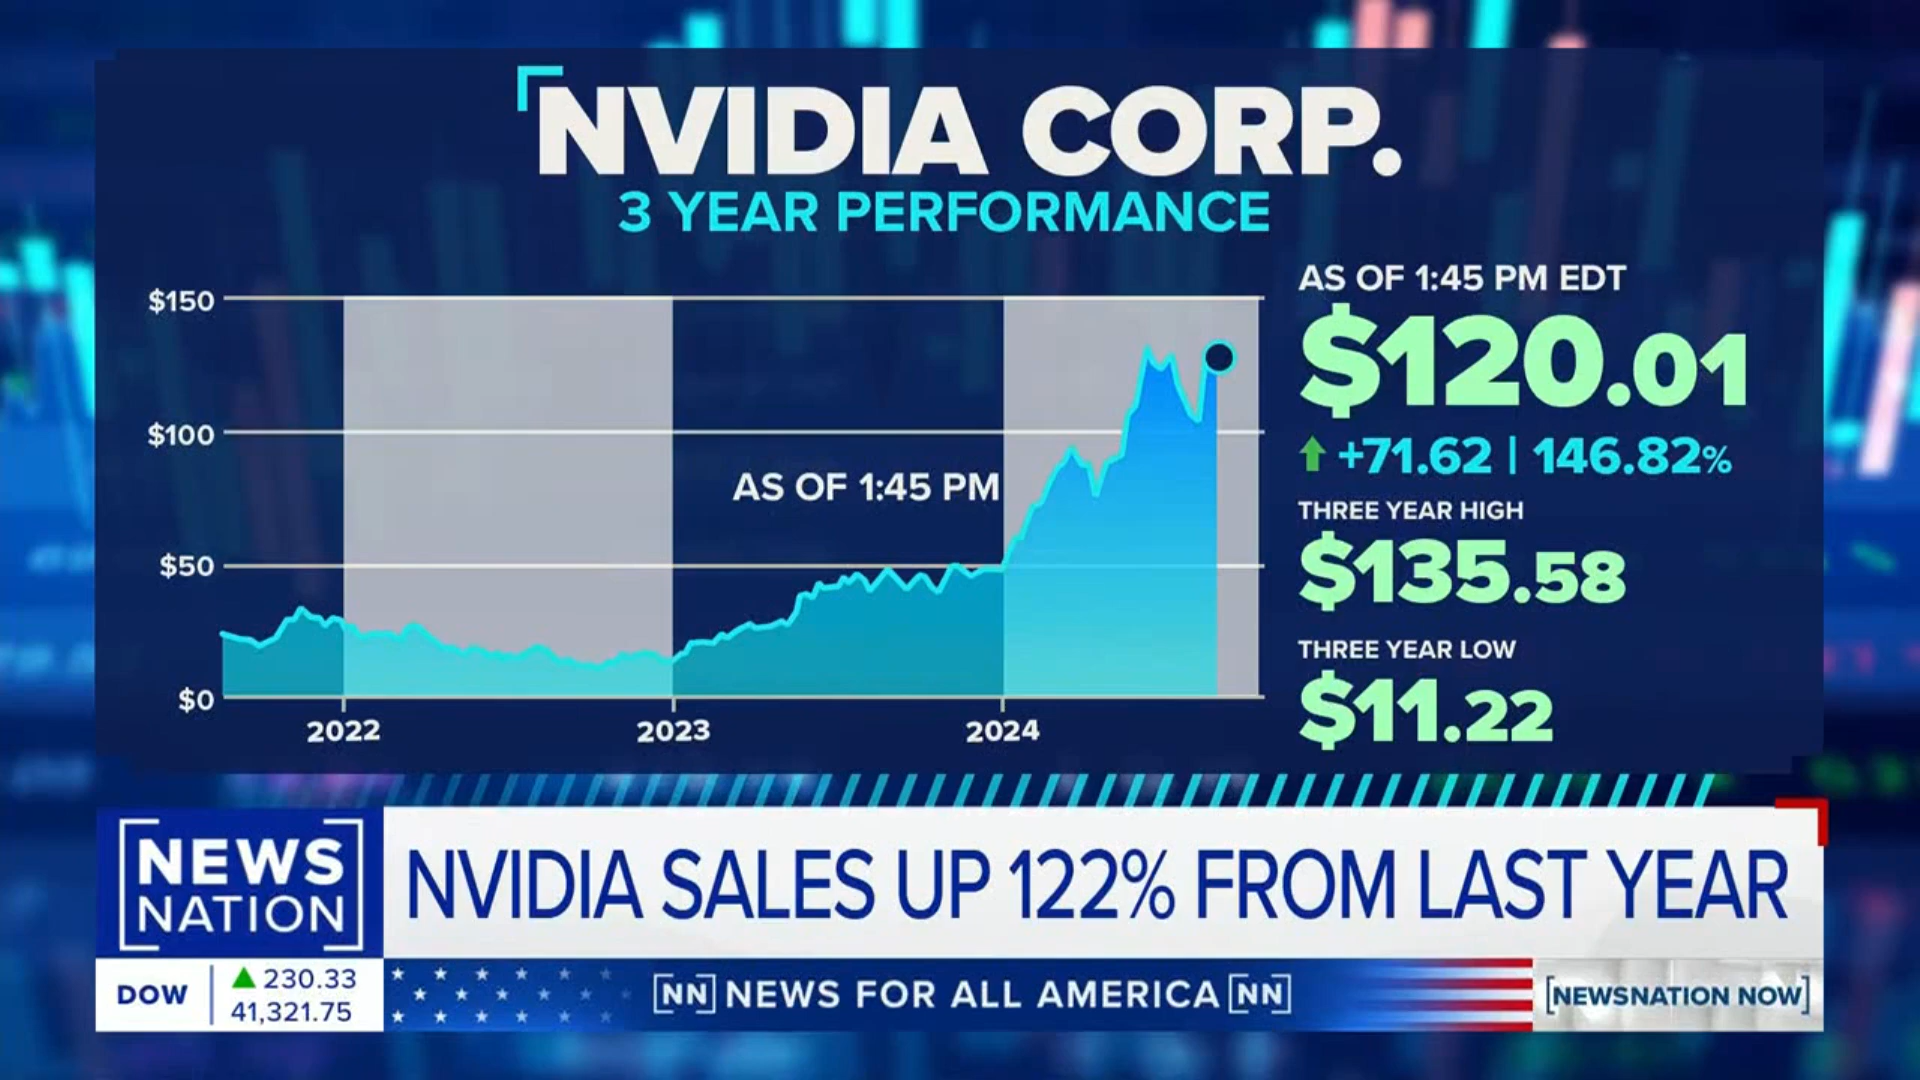 NVIDIA CORP.
3 YEAR PERFORMANCE
$150
$100
$50
$0
AS OF 1:45 PM
2022
2023
2024
AS OF 1:45 PM EDT
$120.01
+71.62 | 146.82%
THREE YEAR HIGH
$135.58
THREE YEAR LOW
$11.22
NEWS
NATION
NVIDIA SALES UP 122% FROM LAST YEAR
DOW
230.33
41,321.75
[NN] NEWS FOR ALL AMERICA [NN]
[NEWSNATION NOW]